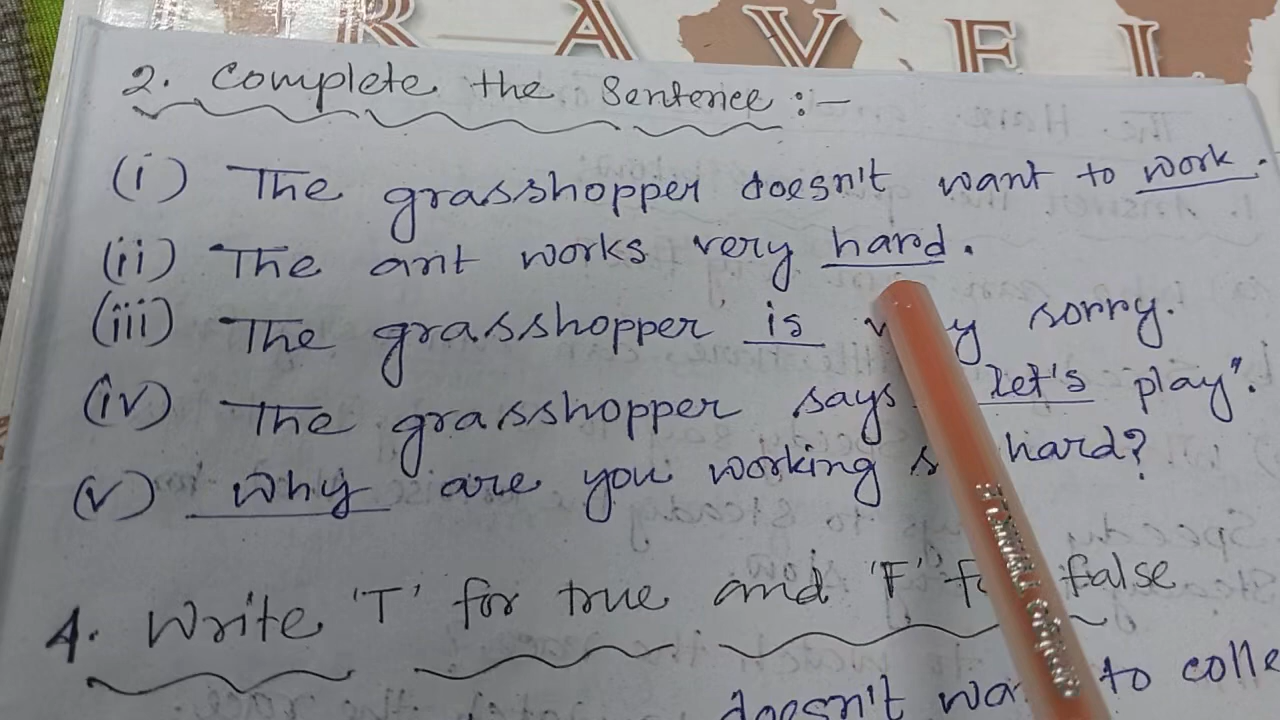 RAVEL
2. Complete the Sentence :-
(i) The grasshopper doesn't want to work.
(ii) The ant works very hard.
(iii) The grasshopper is sorry.
(iv) The grasshopper says let's play".
(v) Why are you working hard?
4. Write 'T' for true and 'F' false
doesn't to